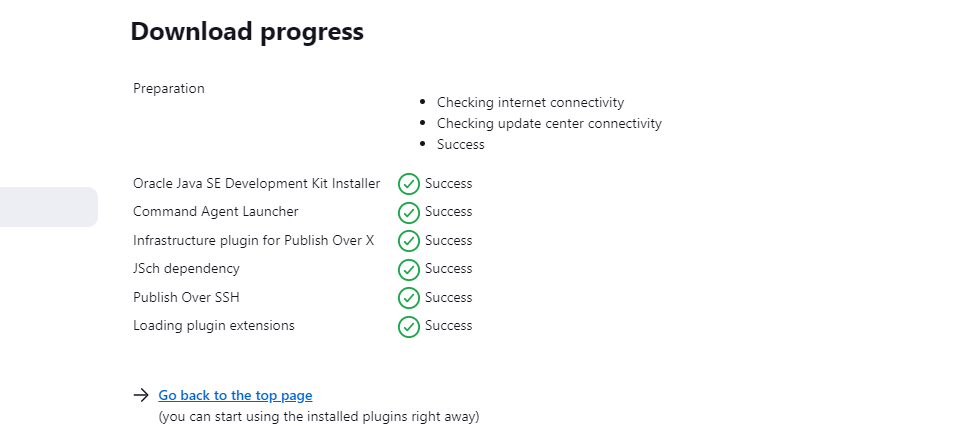 Download progress
Preparation
Checking internet connectivity
Checking update center connectivity
Success
Oracle Java SE Development Kit Installer Success
Command Agent Launcher Success
Infrastructure plugin for Publish Over X Success
JSch dependency Success
Publish Over SSH Success
Loading plugin extensions Success
Go back to the top page
(you can start using the installed plugins right away)